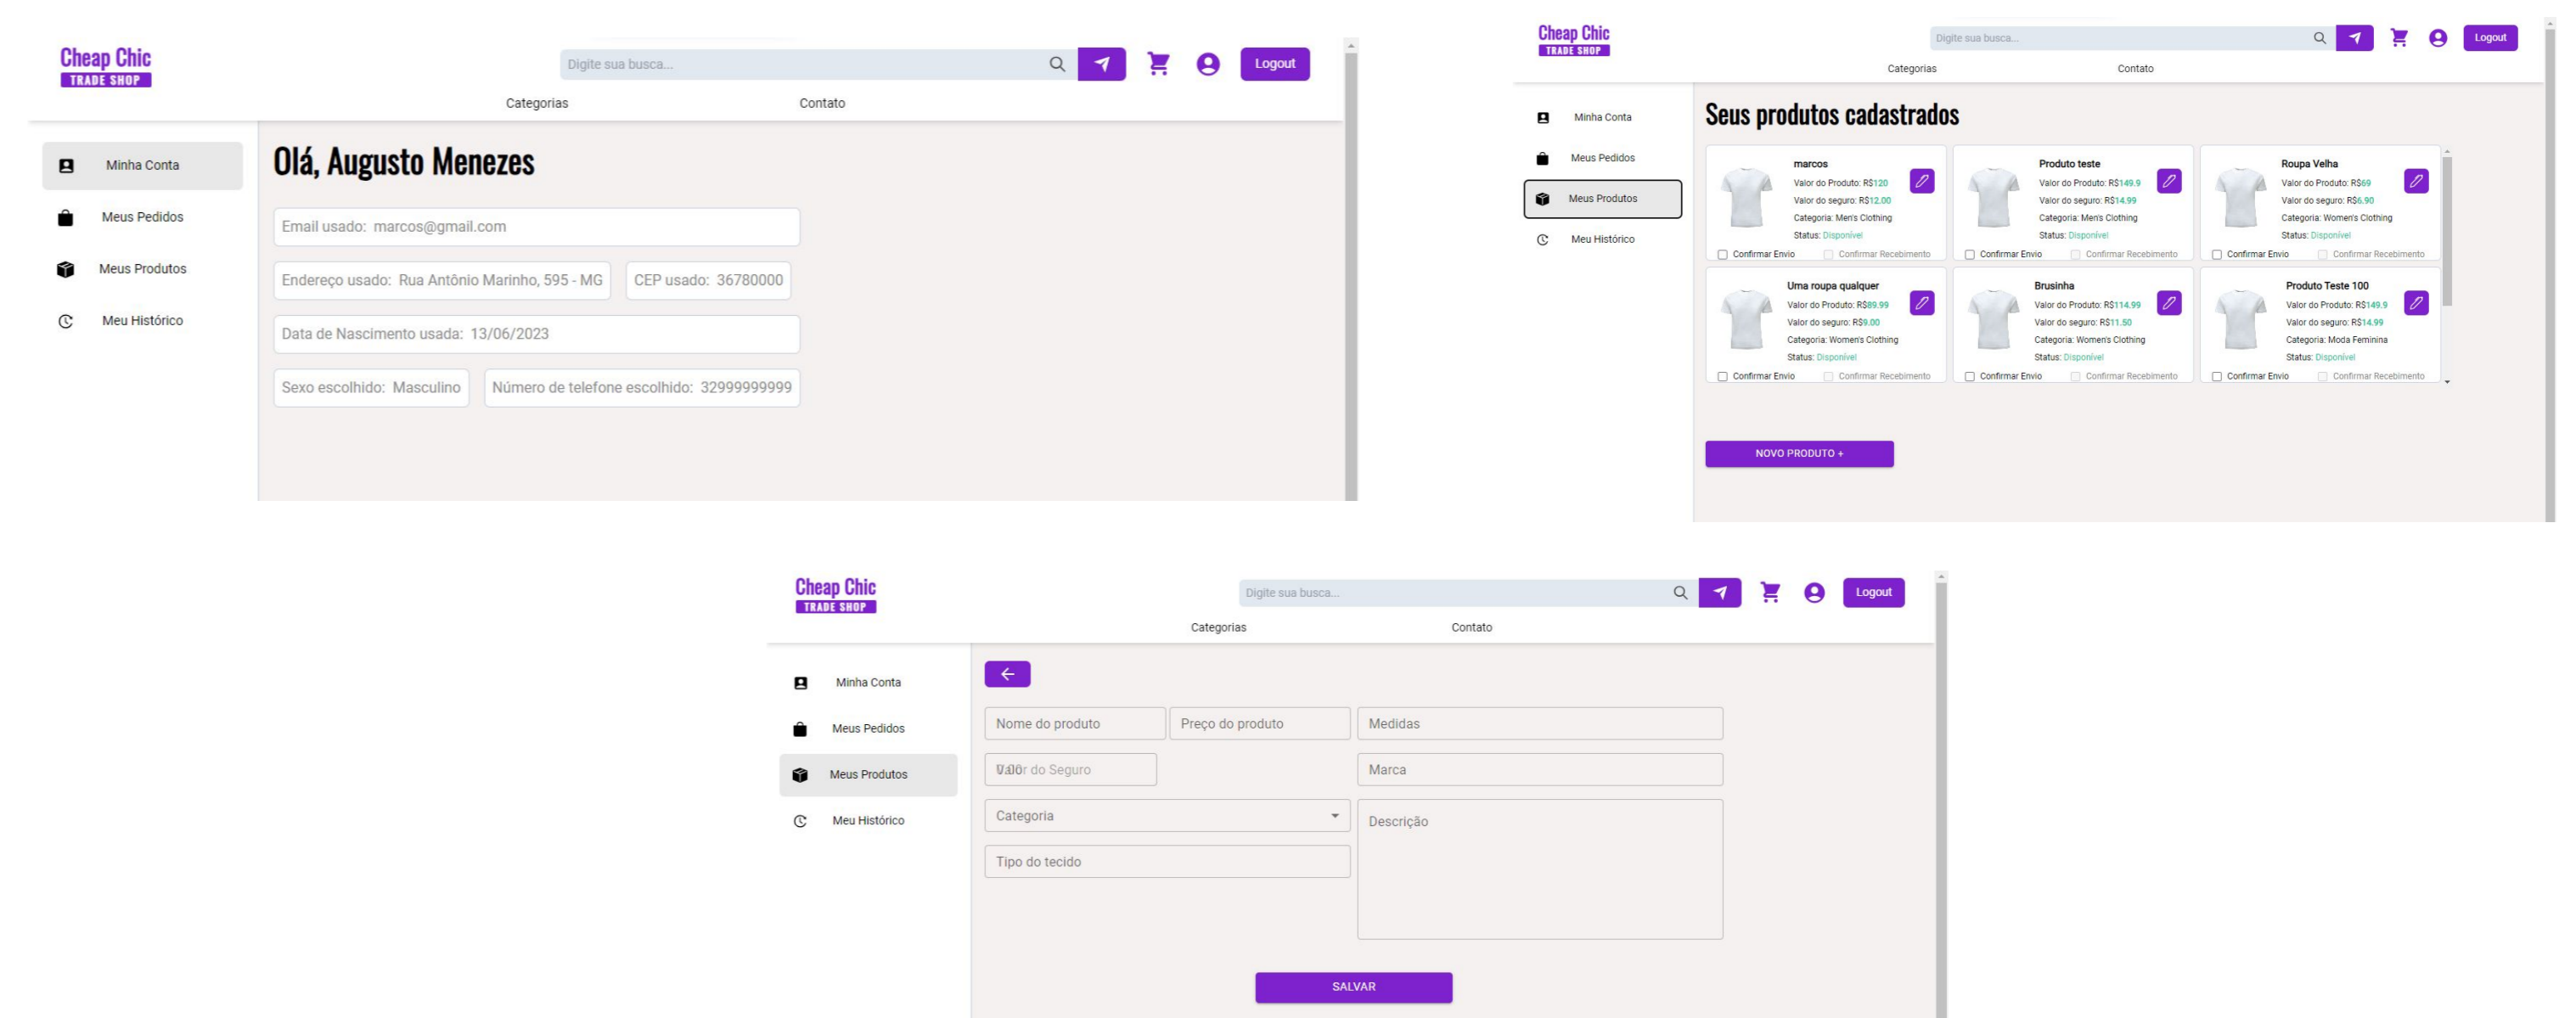 Cheap Chic
TRADE SHOP
Digite sua busca...
Logout
Categorias
Contato
Minha Conta
Meus Pedidos
Meus Produtos
Meu Histórico
Olá, Augusto Menezes
Email usado: marcos@gmail.com
Endereço usado: Rua Antônio Marinho, 595 - MG
CEP usado: 36780000
Data de Nascimento usada: 13/06/2023
Sexo escolhido: Masculino
Número de telefone escolhido: 32999999999
Cheap Chic
TRADE SHOP
Digite sua busca...
Logout
Categorias
Contato
Minha Conta
Meus Pedidos
Meus Produtos
Meu Histórico
Seus produtos cadastrados
marcos
Valor do Produto: R$120
Valor do seguro: R$12.00
Categoria: Men's Clothing
Status: Disponível
Confirmar Envio
Confirmar Recebimento
Produto teste
Valor do Produto: R$149.9
Valor do seguro: R$14.99
Categoria: Men's Clothing
Status: Disponível
Confirmar Envio
Confirmar Recebimento
Roupa Velha
Valor do Produto: R$69
Valor do seguro: R$6.90
Categoria: Women's Clothing
Status: Disponível
Confirmar Envio
Confirmar Recebimento
Uma roupa qualquer
Valor do Produto: R$89.99
Valor do seguro: R$9.00
Categoria: Women's Clothing
Status: Disponível
Confirmar Envio
Confirmar Recebimento
Brusinha
Valor do Produto: R$114.99
Valor do seguro: R$11.50
Categoria: Women's Clothing
Status: Disponível
Confirmar Envio
Confirmar Recebimento
Produto Teste 100
Valor do Produto: R$149.9
Valor do seguro: R$14.99
Categoria: Moda Feminina
Status: Disponível
Confirmar Envio
Confirmar Recebimento
NOVO PRODUTO +
Cheap Chic
TRADE SHOP
Digite sua busca...
Logout
Categorias
Contato
Minha Conta
Meus Pedidos
Meus Produtos
Meu Histórico
Nome do produto
Preço do produto
Medidas
Valor do Seguro
0.00
Marca
Categoria
Descrição
Tipo do tecido
SALVAR